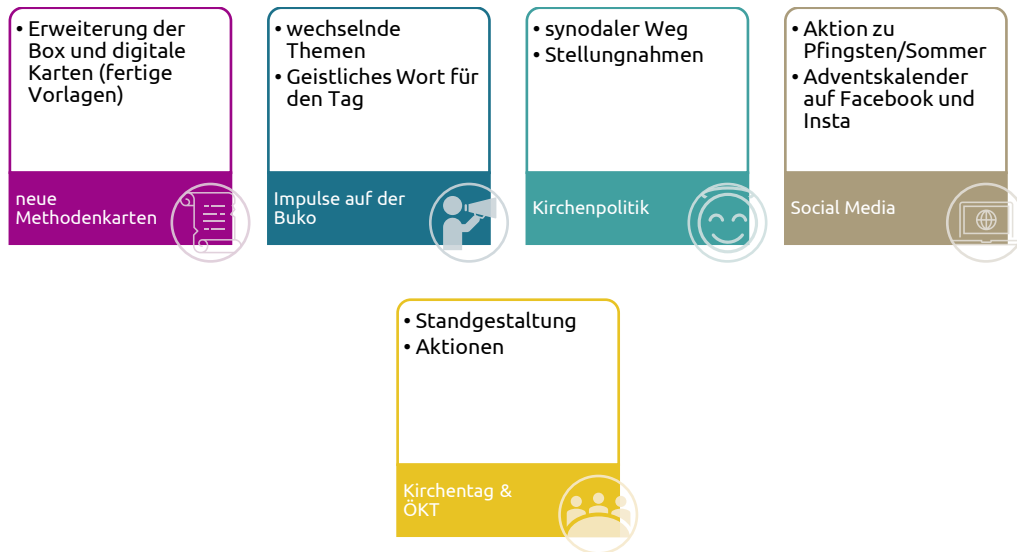 • Erweiterung der
Box und digitale
Karten (fertige
Vorlagen)
neue
Methodenkarten
• wechselnde
Themen
• Geistliches Wort für
den Tag
Impulse auf der
Buko
• synodaler Weg
• Stellungnahmen
Kirchenpolitik
• Aktion zu
Pfingsten/Sommer
• Adventskalender
auf Facebook und
Insta
Social Media
• Standgestaltung
• Aktionen
Kirchentag &
ÖKT